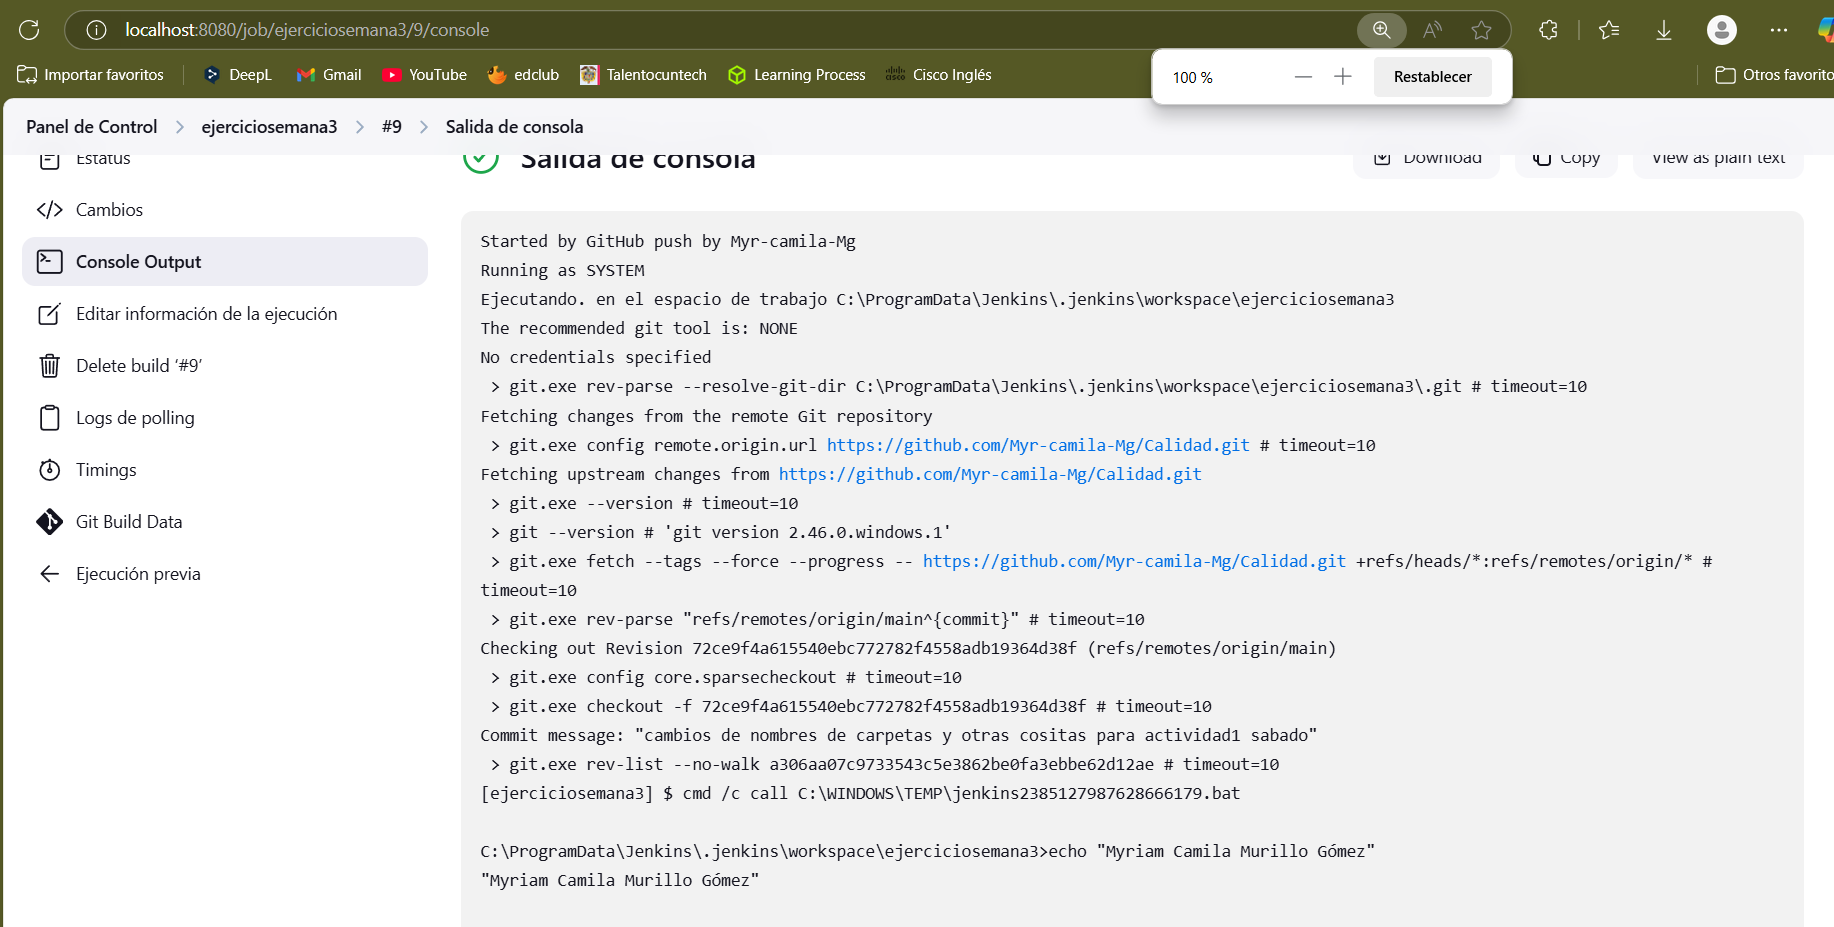 localhost:8080/job/ejerciciosemana3/9/console
Importar favoritos
DeepL
Gmail
YouTube
edclub
Talentocuntech
Learning Process
Cisco Inglés
100 %
Restablecer
Otros favorito
Panel de Control
ejerciciosemana3
#9
Salida de consola
Estatus
Cambios
Console Output
Editar información de la ejecución
Delete build ‘#9’
Logs de polling
Timings
Git Build Data
Ejecución previa
Salida de consola
Download
Copy
View as plain text
Started by GitHub push by Myr-camila-Mg
Running as SYSTEM
Ejecutando. en el espacio de trabajo C:\ProgramData\Jenkins\.jenkins\workspace\ejerciciosemana3
The recommended git tool is: NONE
No credentials specified
> git.exe rev-parse --resolve-git-dir C:\ProgramData\Jenkins\.jenkins\workspace\ejerciciosemana3\.git # timeout=10
Fetching changes from the remote Git repository
> git.exe config remote.origin.url https://github.com/Myr-camila-Mg/Calidad.git # timeout=10
Fetching upstream changes from https://github.com/Myr-camila-Mg/Calidad.git
> git.exe --version # timeout=10
> git --version # 'git version 2.46.0.windows.1'
> git.exe fetch --tags --force --progress -- https://github.com/Myr-camila-Mg/Calidad.git +refs/heads/*:refs/remotes/origin/* #
timeout=10
> git.exe rev-parse "refs/remotes/origin/main^{commit}" # timeout=10
Checking out Revision 72ce9f4a615540ebc772782f4558adb19364d38f (refs/remotes/origin/main)
> git.exe config core.sparsecheckout # timeout=10
> git.exe checkout -f 72ce9f4a615540ebc772782f4558adb19364d38f # timeout=10
Commit message: "cambios de nombres de carpetas y otras cositas para actividad1 sabado"
> git.exe rev-list --no-walk a306aa07c9733543c5e3862be0fa3ebbe62d12ae # timeout=10
[ejerciciosemana3] $ cmd /c call C:\WINDOWS\TEMP\jenkins2385127987628666179.bat
C:\ProgramData\Jenkins\.jenkins\workspace\ejerciciosemana3>echo "Myriam Camila Murillo Gómez"
"Myriam Camila Murillo Gómez"